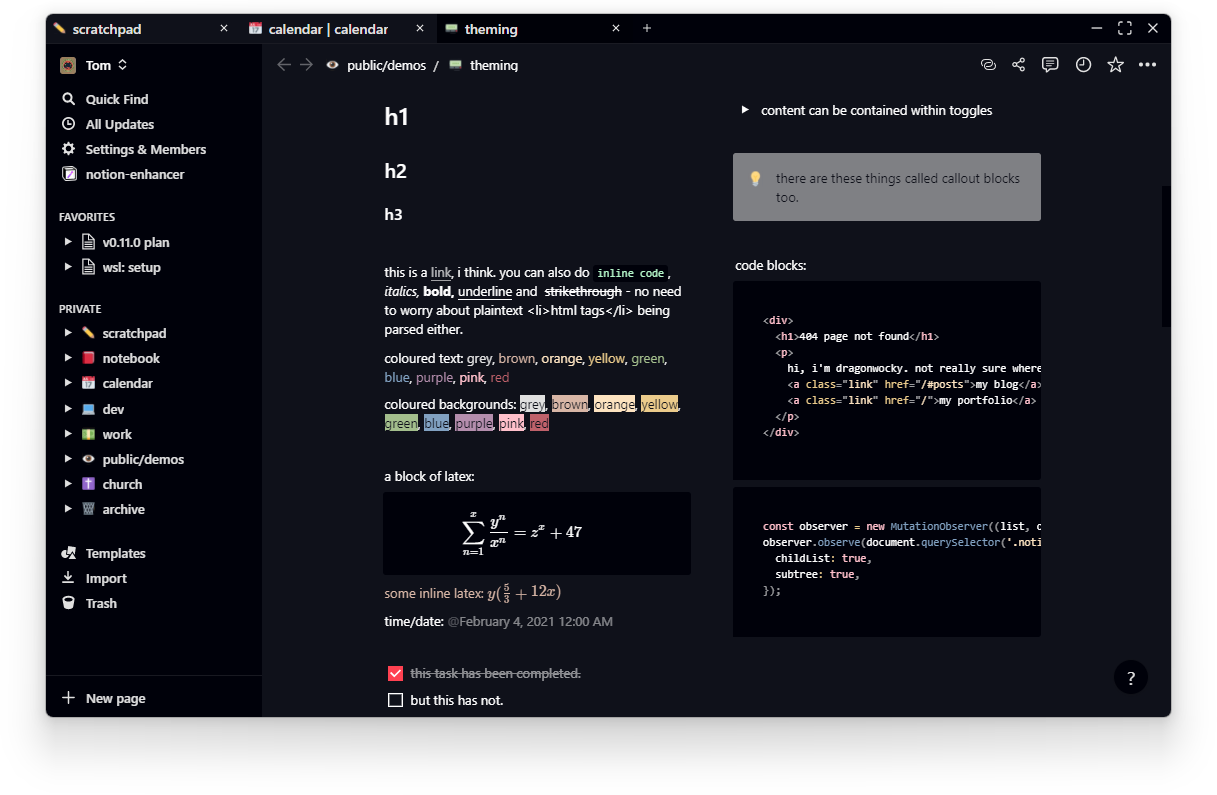 scratchpad
calendar | calendar
theming
Tom
public/demos / theming
Quick Find
All Updates
Settings & Members
notion-enhancer
FAVORITES
v0.11.0 plan
wsl: setup
PRIVATE
scratchpad
notebook
calendar
dev
work
public/demos
church
archive
Templates
Import
Trash
New page
h1
h2
h3
this is a link, i think. you can also do inline code,
italics, bold, underline and strikethrough - no need
to worry about plaintext <li>html tags</li> being
parsed either.
coloured text: grey, brown, orange, yellow, green,
blue, purple, pink, red
coloured backgrounds: grey, brown, orange, yellow,
green, blue, purple, pink, red
a block of latex:
∑ₙ₌₁ˣ yⁿ/xⁿ = zˣ + 47
some inline latex: y(5/3 + 12x)
time/date: @February 4, 2021 12:00 AM
this task has been completed.
but this has not.
content can be contained within toggles
there are these things called callout blocks
too.
code blocks:
<div>
<h1>404 page not found</h1>
<p>
hi, i'm dragonwocky. not really sure where
<a class="link" href="/#posts">my blog</a>
<a class="link" href="/">my portfolio</a>
</p>
</div>
const observer = new MutationObserver((list, o
observer.observe(document.querySelector('.noti
childList: true,
subtree: true,
});
?